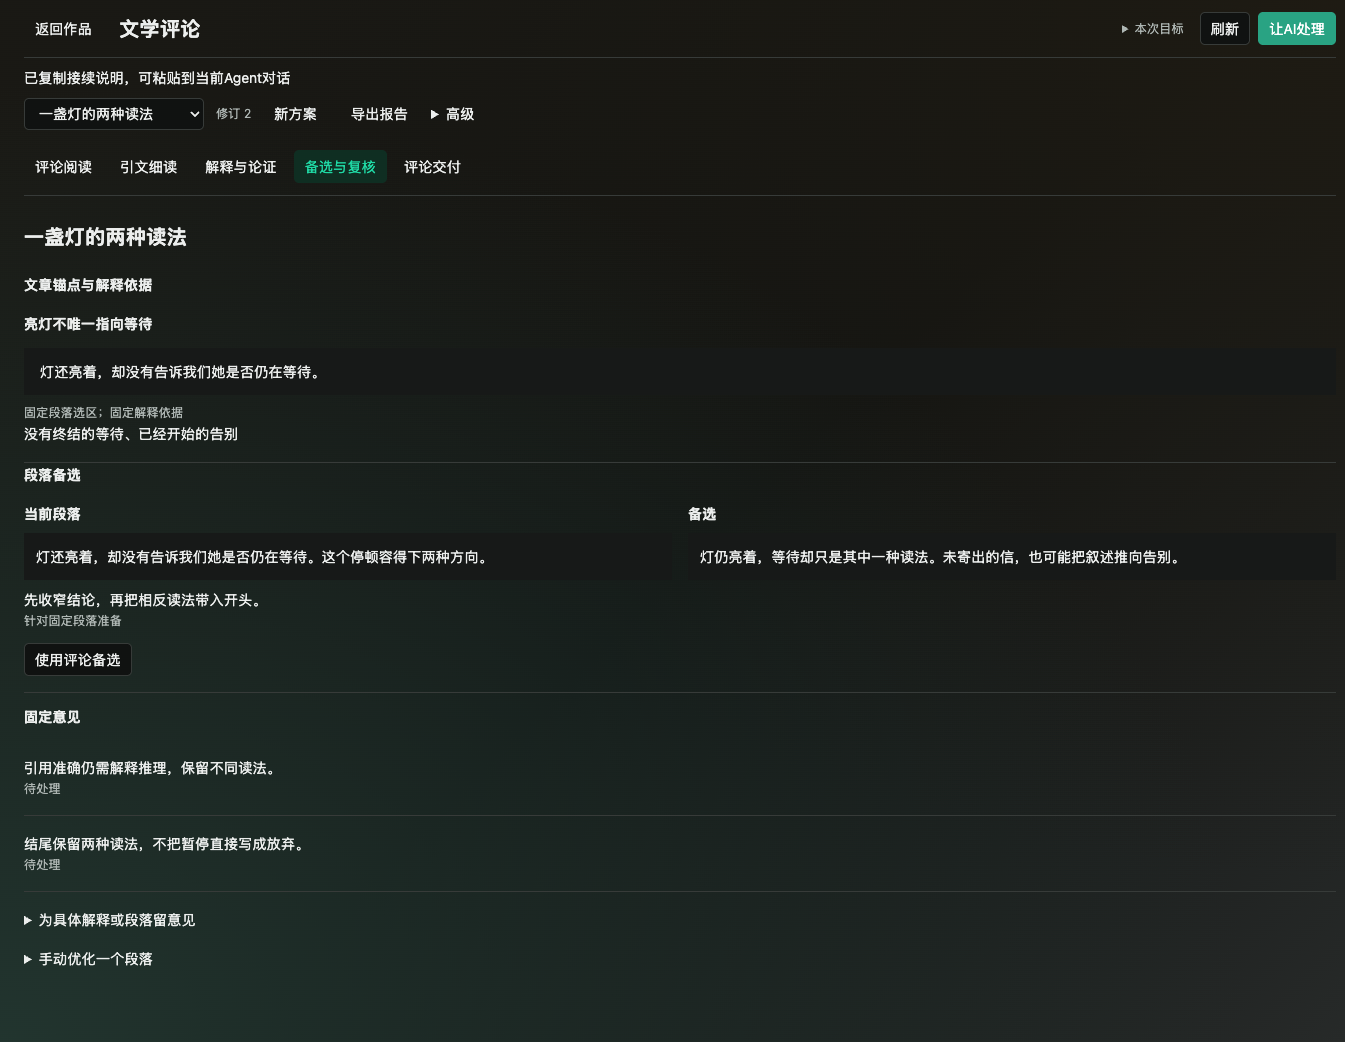 返回作品
文学评论
本次目标
刷新
让AI处理
已复制接续说明，可粘贴到当前Agent对话
一盏灯的两种读法
修订 2
新方案
导出报告
高级
评论阅读
引文细读
解释与论证
备选与复核
评论交付
一盏灯的两种读法
文章锚点与解释依据
亮灯不唯一指向等待
灯还亮着，却没有告诉我们她是否仍在等待。
固定段落选区；固定解释依据
没有终结的等待、已经开始的告别
段落备选
当前段落
灯还亮着，却没有告诉我们她是否仍在等待。这个停顿容得下两种方向。
备选
灯仍亮着，等待却只是其中一种读法。未寄出的信，也可能把叙述推向告别。
先收窄结论，再把相反读法带入开头。
针对固定段落准备
使用评论备选
固定意见
引用准确仍需解释推理，保留不同读法。
待处理
结尾保留两种读法，不把暂停直接写成放弃。
待处理
为具体解释或段落留意见
手动优化一个段落